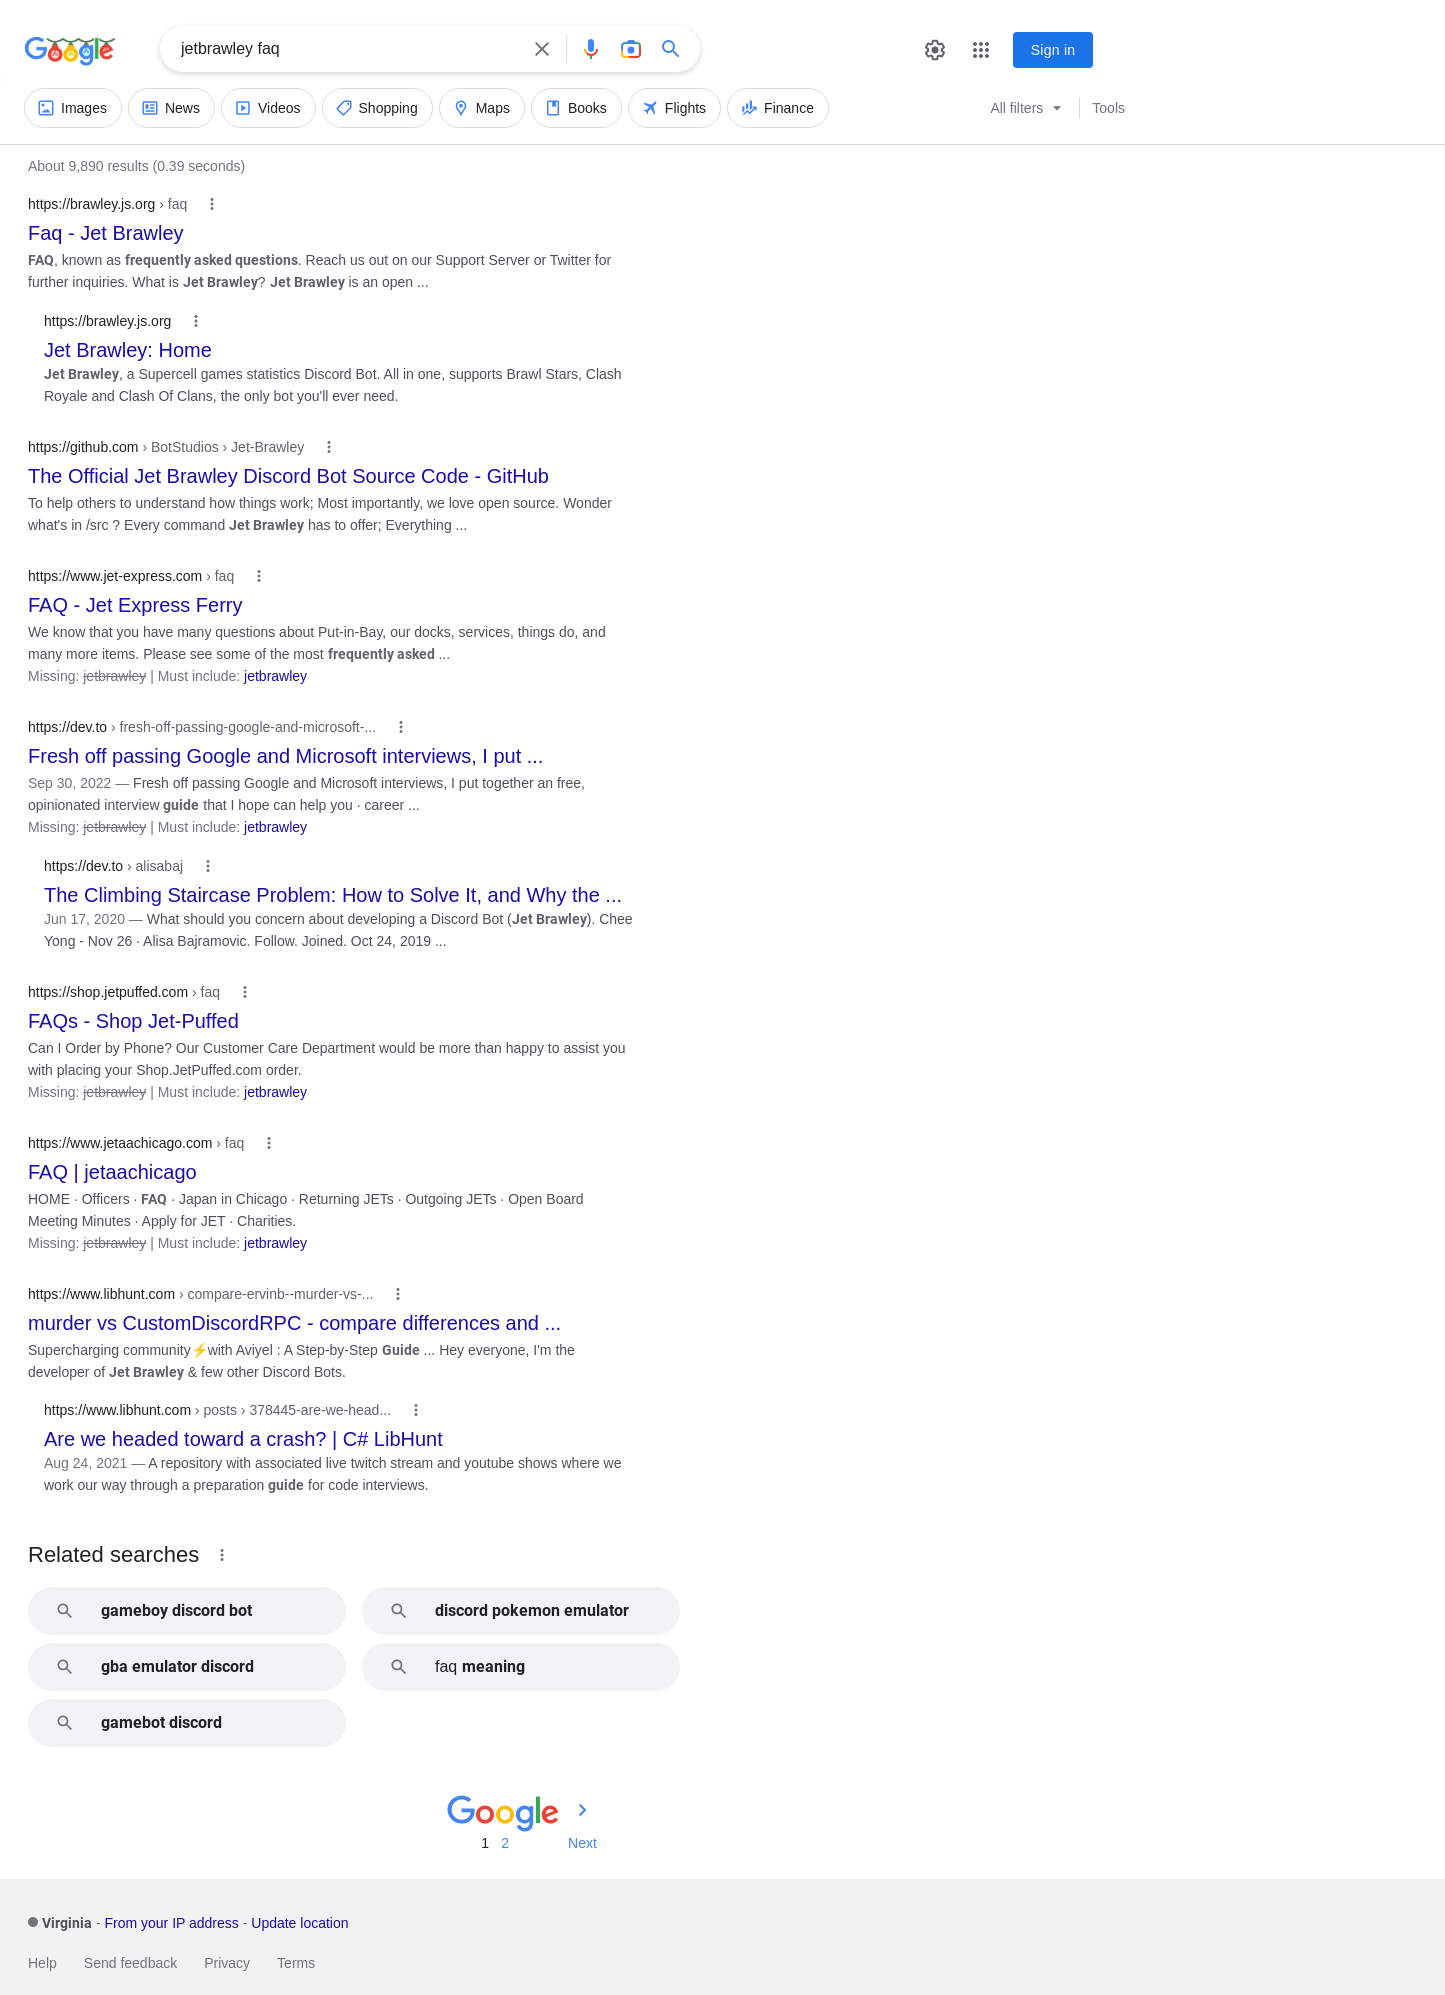 Google
jetbrawley faq
Sign in
Images
News
Videos
Shopping
Maps
Books
Flights
Finance
All filters
Tools
About 9,890 results (0.39 seconds)
https://brawley.js.org › faq
Faq - Jet Brawley
FAQ, known as frequently asked questions. Reach us out on our Support Server or Twitter for
further inquiries. What is Jet Brawley? Jet Brawley is an open ...
https://brawley.js.org
Jet Brawley: Home
Jet Brawley, a Supercell games statistics Discord Bot. All in one, supports Brawl Stars, Clash
Royale and Clash Of Clans, the only bot you'll ever need.
https://github.com › BotStudios › Jet-Brawley
The Official Jet Brawley Discord Bot Source Code - GitHub
To help others to understand how things work; Most importantly, we love open source. Wonder
what's in /src ? Every command Jet Brawley has to offer; Everything ...
https://www.jet-express.com › faq
FAQ - Jet Express Ferry
We know that you have many questions about Put-in-Bay, our docks, services, things do, and
many more items. Please see some of the most frequently asked ...
Missing: jetbrawley | Must include: jetbrawley
https://dev.to › fresh-off-passing-google-and-microsoft-...
Fresh off passing Google and Microsoft interviews, I put ...
Sep 30, 2022 — Fresh off passing Google and Microsoft interviews, I put together an free,
opinionated interview guide that I hope can help you · career ...
Missing: jetbrawley | Must include: jetbrawley
https://dev.to › alisabaj
The Climbing Staircase Problem: How to Solve It, and Why the ...
Jun 17, 2020 — What should you concern about developing a Discord Bot (Jet Brawley). Chee
Yong - Nov 26 · Alisa Bajramovic. Follow. Joined. Oct 24, 2019 ...
https://shop.jetpuffed.com › faq
FAQs - Shop Jet-Puffed
Can I Order by Phone? Our Customer Care Department would be more than happy to assist you
with placing your Shop.JetPuffed.com order.
Missing: jetbrawley | Must include: jetbrawley
https://www.jetaachicago.com › faq
FAQ | jetaachicago
HOME · Officers · FAQ · Japan in Chicago · Returning JETs · Outgoing JETs · Open Board
Meeting Minutes · Apply for JET · Charities.
Missing: jetbrawley | Must include: jetbrawley
https://www.libhunt.com › compare-ervinb--murder-vs-...
murder vs CustomDiscordRPC - compare differences and ...
Supercharging community⚡with Aviyel : A Step-by-Step Guide ... Hey everyone, I'm the
developer of Jet Brawley & few other Discord Bots.
https://www.libhunt.com › posts › 378445-are-we-head...
Are we headed toward a crash? | C# LibHunt
Aug 24, 2021 — A repository with associated live twitch stream and youtube shows where we
work our way through a preparation guide for code interviews.
Related searches
gameboy discord bot
discord pokemon emulator
gba emulator discord
faq meaning
gamebot discord
Google
1 2 Next
Virginia - From your IP address - Update location
Help Send feedback Privacy Terms